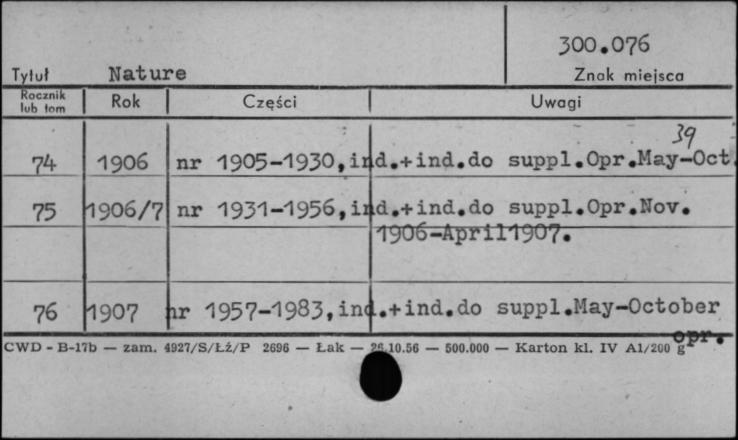 300.076
Tytuł Nature Znak miejsca
Rocznik lub tom Rok Części Uwagi
39
74 1906 nr 1905-1930,ind.+ind.do suppl.Opr.May-Oct.
75 1906/7 nr 1931-1956,ind.+ind.do suppl.Opr.Nov.
1906-April1907.
76 1907 nr 1957-1983,ind.+ind.do suppl.May-October
opr.
CWD - B-17b — zam. 4927/S/Łź/P 2696 — Łak — 26.10.56 — 500.000 — Karton kl. IV A1/200 g